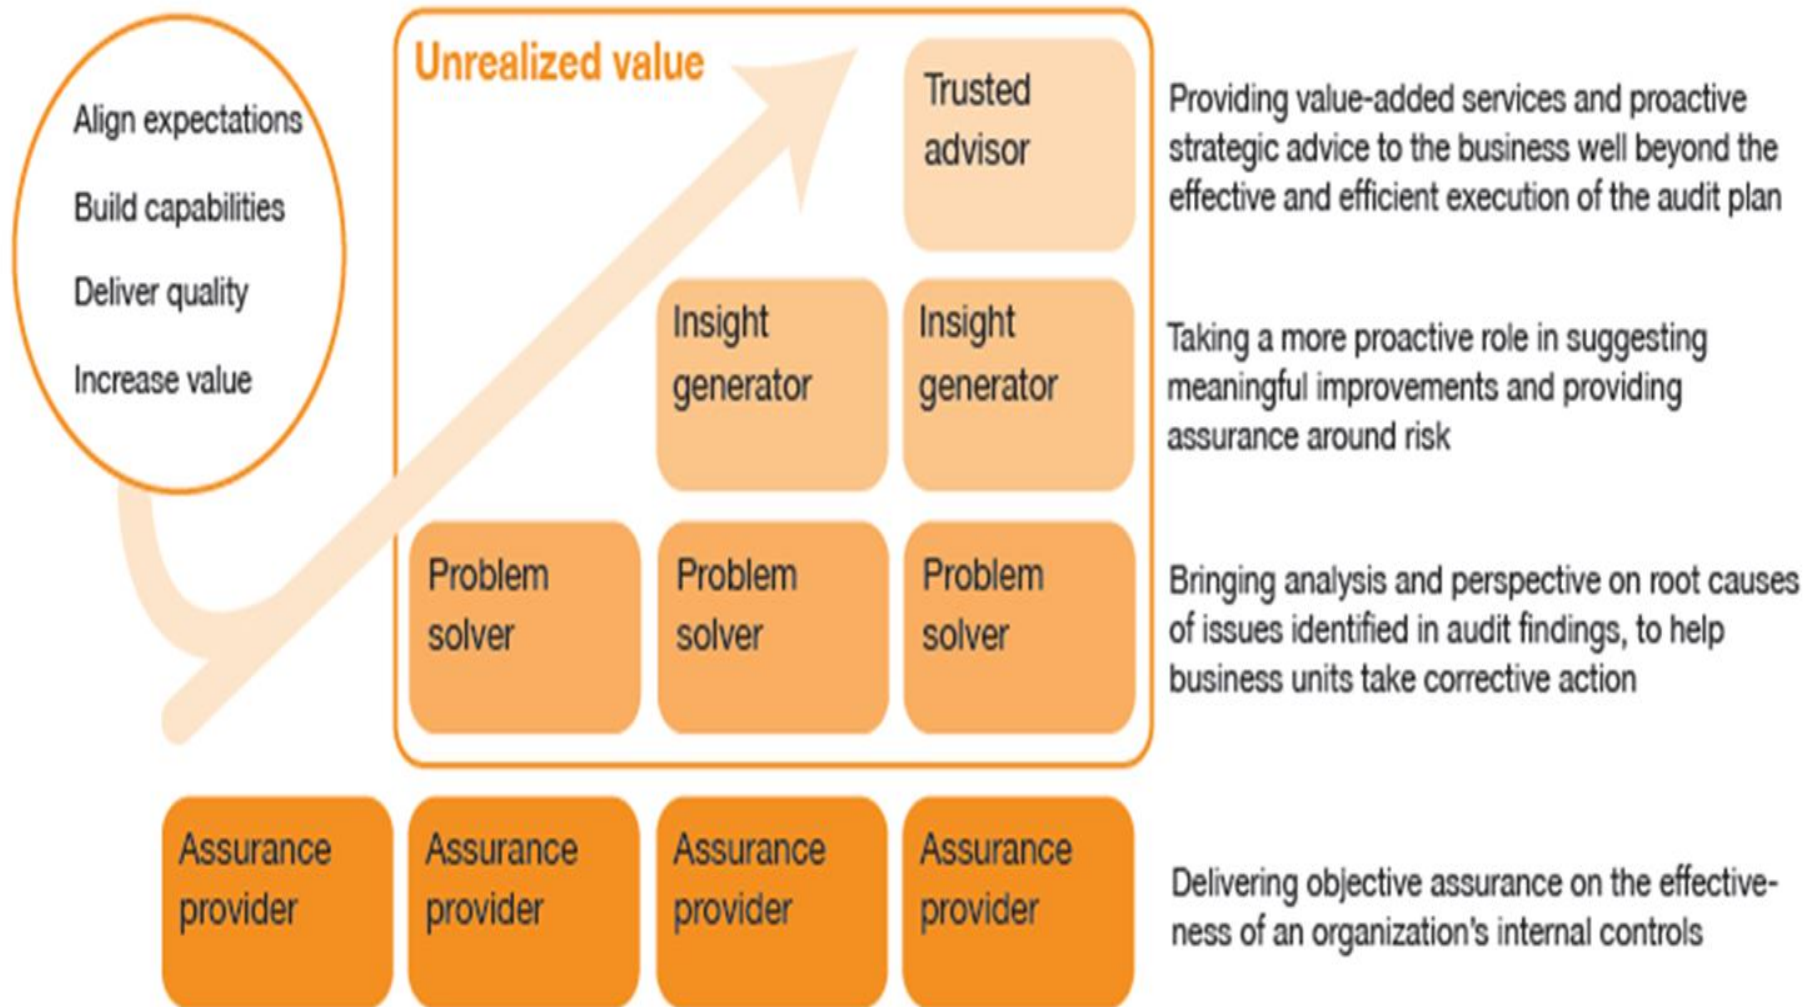 Align expectations
Build capabilities
Deliver quality
Increase value
Unrealized value
Trusted
advisor
Providing value-added services and proactive
strategic advice to the business well beyond the
effective and efficient execution of the audit plan
Insight
generator
Insight
generator
Taking a more proactive role in suggesting
meaningful improvements and providing
assurance around risk
Problem
solver
Problem
solver
Problem
solver
Bringing analysis and perspective on root causes
of issues identified in audit findings, to help
business units take corrective action
Assurance
provider
Assurance
provider
Assurance
provider
Assurance
provider
Delivering objective assurance on the effective-
ness of an organization's internal controls